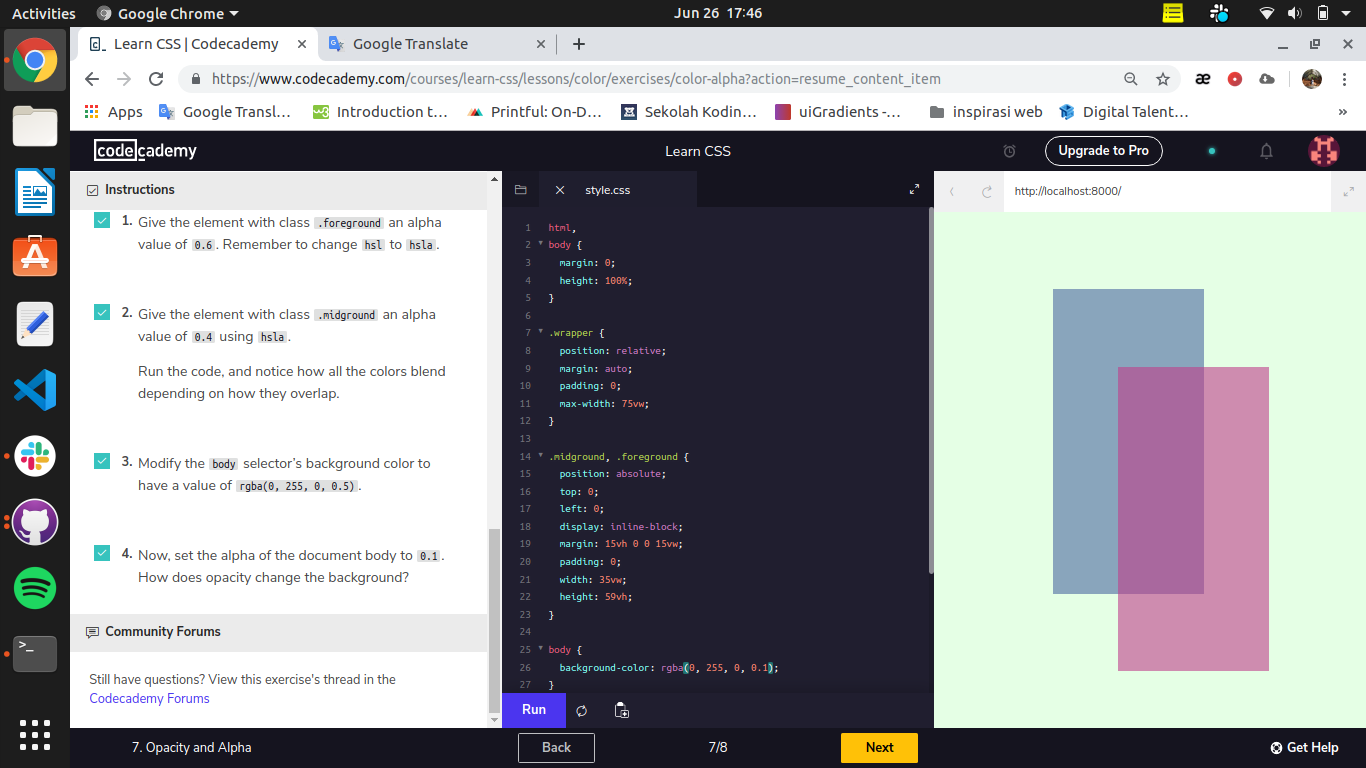 Activities
Google Chrome
Jun 26 17:46
Learn CSS | Codecademy
Google Translate
https://www.codecademy.com/courses/learn-css/lessons/color/exercises/color-alpha?action=resume_content_item
Apps
Google Transl…
Introduction t…
Printful: On-D…
Sekolah Kodin…
uiGradients -…
inspirasi web
Digital Talent…
»
codecademy
Learn CSS
Upgrade to Pro
Instructions
1. Give the element with class .foreground an alpha
value of 0.6. Remember to change hsl to hsla.
2. Give the element with class .midground an alpha
value of 0.4 using hsla.
Run the code, and notice how all the colors blend
depending on how they overlap.
3. Modify the body selector’s background color to
have a value of rgba(0, 255, 0, 0.5).
4. Now, set the alpha of the document body to 0.1.
How does opacity change the background?
Community Forums
Still have questions? View this exercise's thread in the
Codecademy Forums
style.css
1 html,
2 body {
3 margin: 0;
4 height: 100%;
5 }
6
7 .wrapper {
8 position: relative;
9 margin: auto;
10 padding: 0;
11 max-width: 75vw;
12 }
13
14 .midground, .foreground {
15 position: absolute;
16 top: 0;
17 left: 0;
18 display: inline-block;
19 margin: 15vh 0 0 15vw;
20 padding: 0;
21 width: 35vw;
22 height: 59vh;
23 }
24
25 body {
26 background-color: rgba(0, 255, 0, 0.1);
27 }
Run
http://localhost:8000/
7. Opacity and Alpha
Back
7/8
Next
Get Help